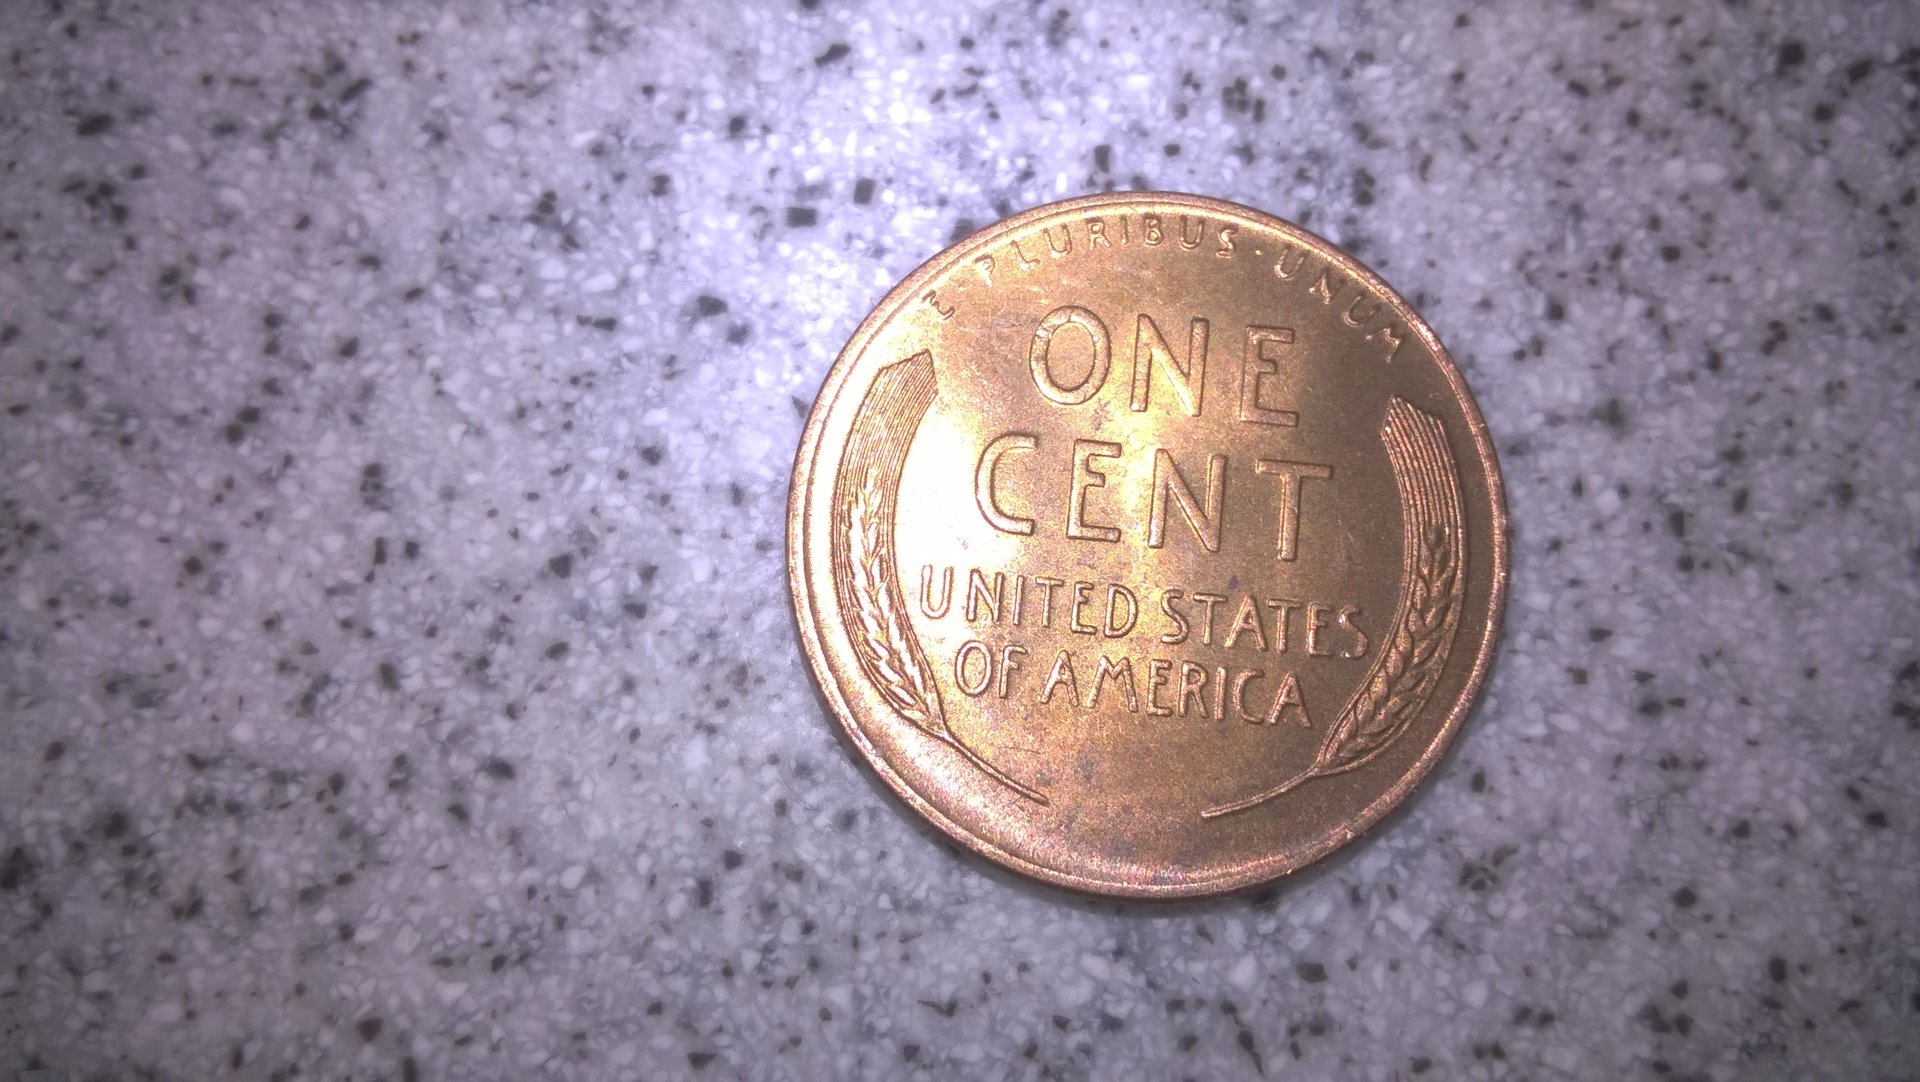 E PLURIBUS · UNUM
ONE
CENT
UNITED STATES
OF AMERICA